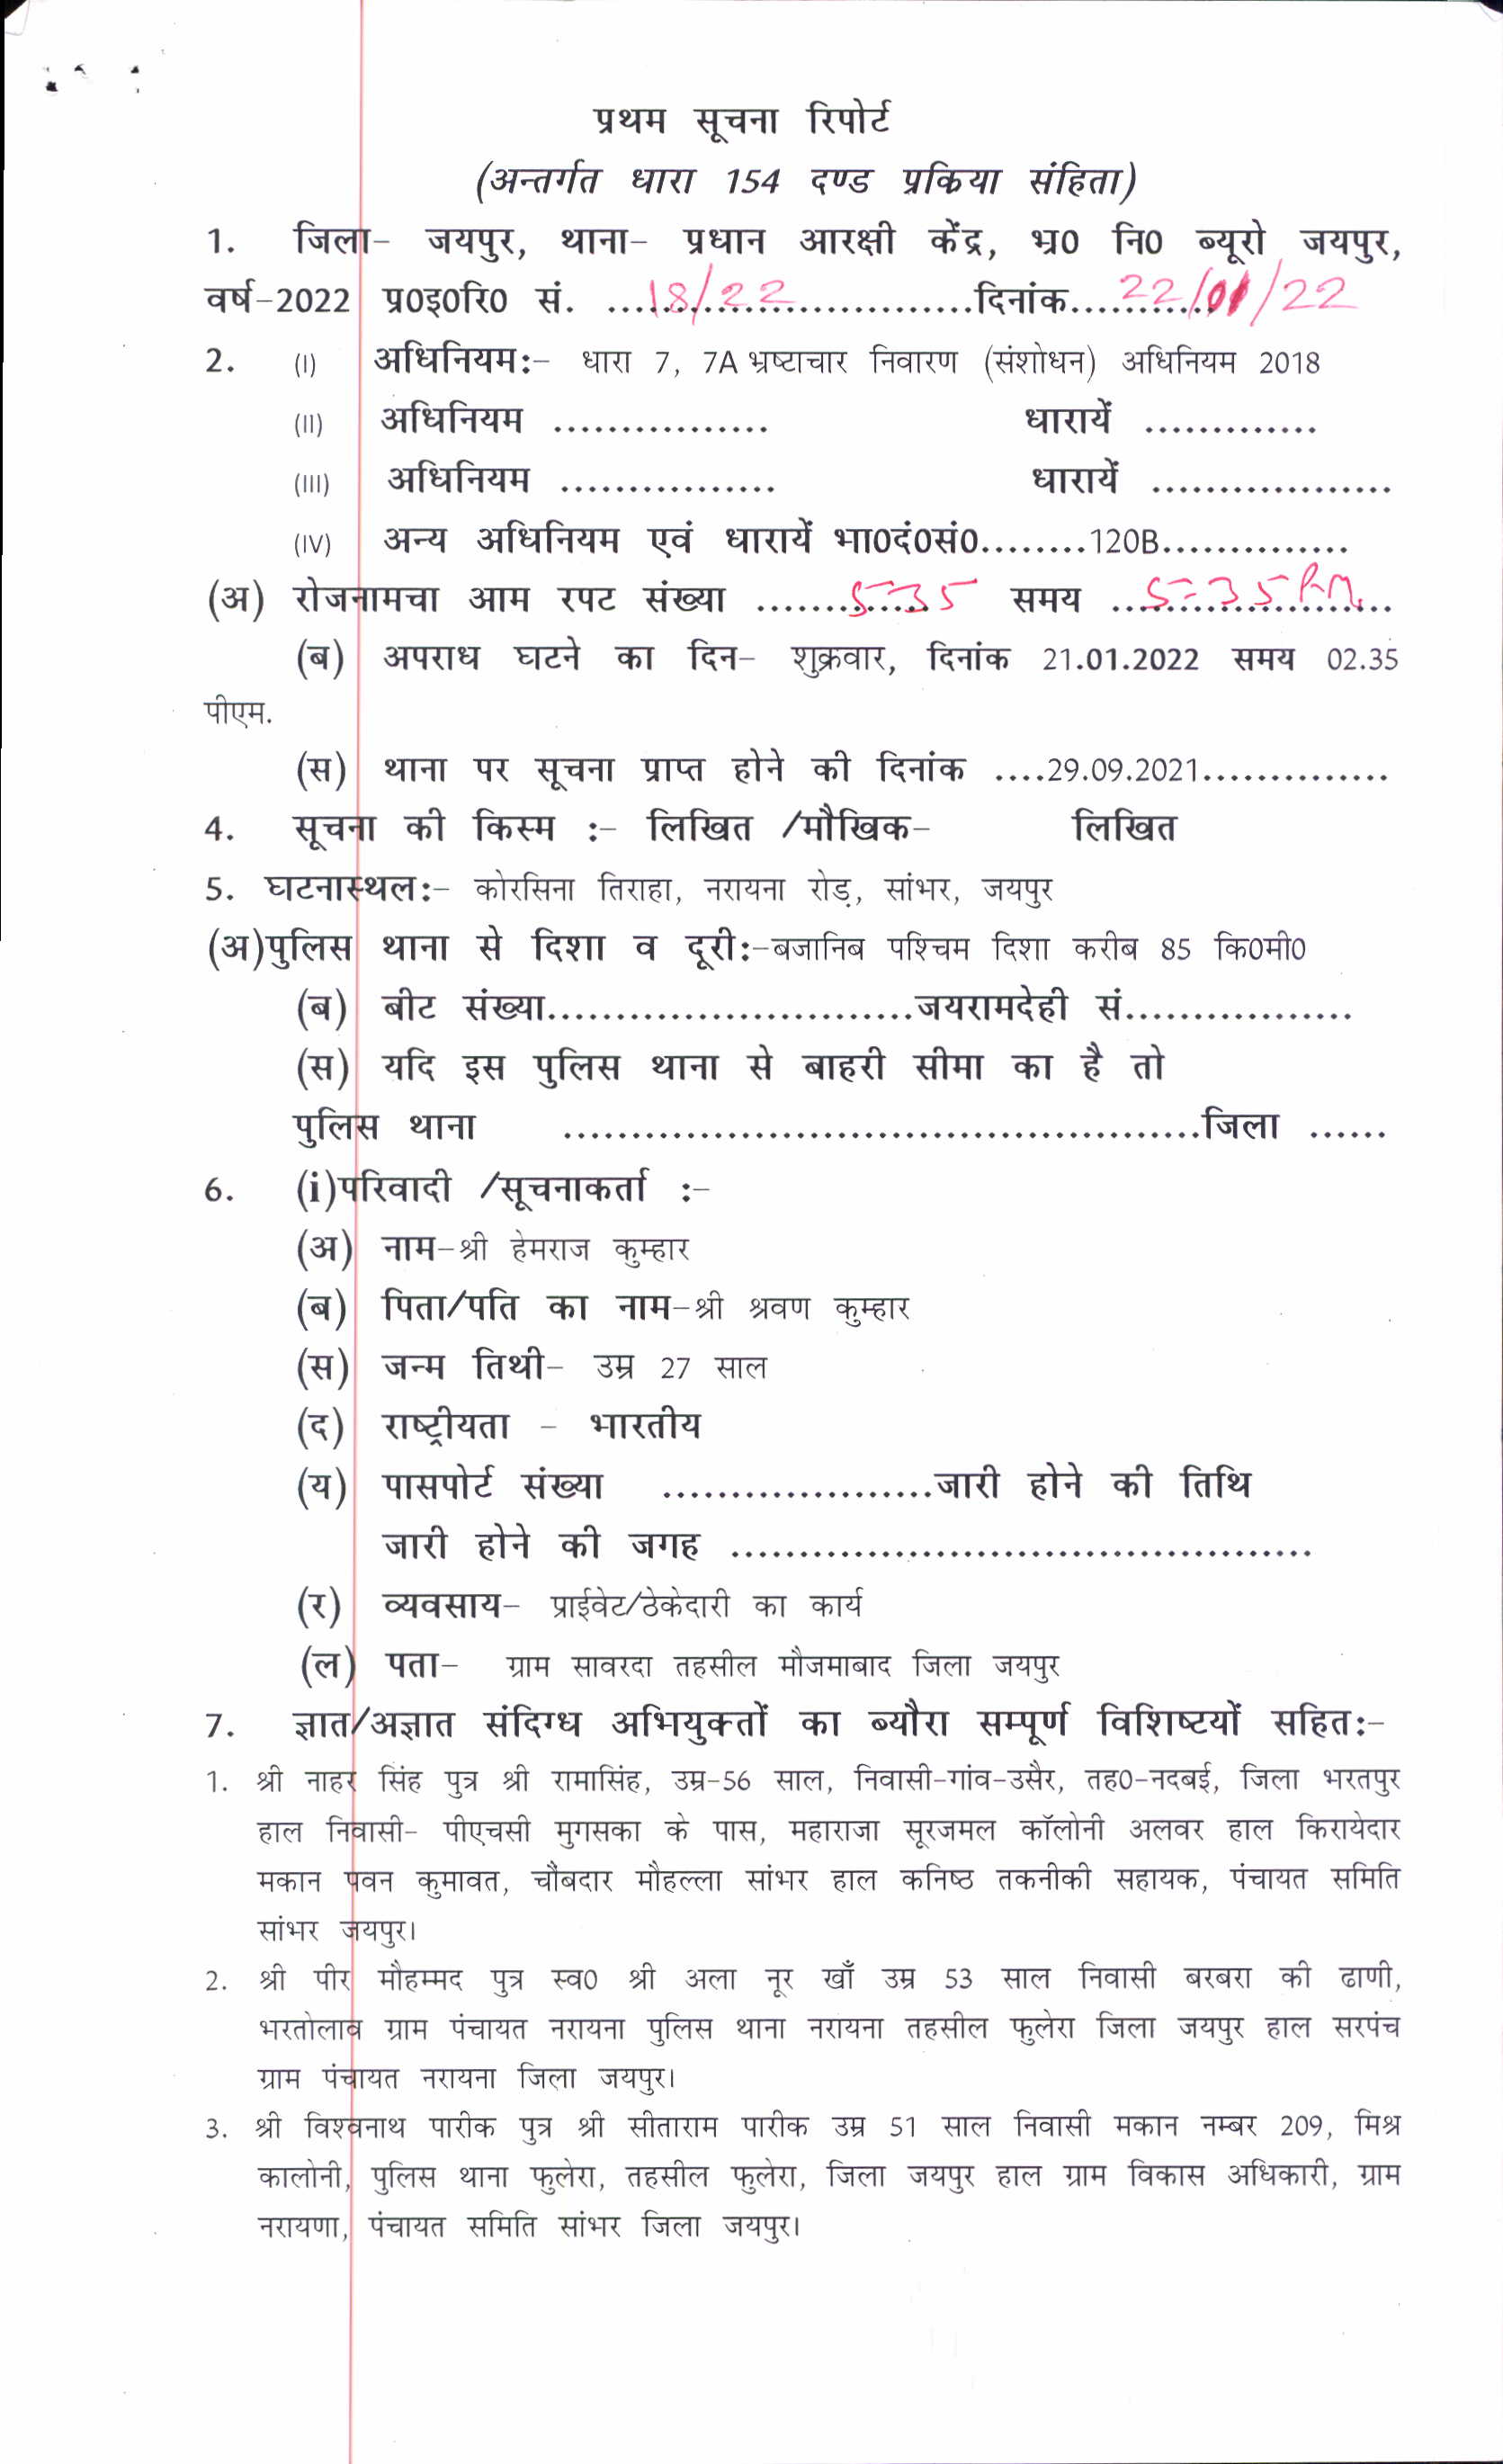 प्रथम सूचना रिपोर्ट
(अन्तर्गत धारा 154 दण्ड प्रकिया संहिता)
1. जिला– जयपुर, थाना– प्रधान आरक्षी केंद्र, भ्र0 नि0 ब्यूरो जयपुर,
वर्ष–2022 प्र0इ0रि0 सं. ....18/22..........................दिनांक....22/01/22
2. (I) अधिनियम:– धारा 7, 7A भ्रष्टाचार निवारण (संशोधन) अधिनियम 2018
(II) अधिनियम ................ धारायें .............
(III) अधिनियम ................ धारायें ..................
(IV) अन्य अधिनियम एवं धारायें भा0दं0सं0........120B..............
(अ) रोजनामचा आम रपट संख्या .......535 समय ...5:35 P.M.
(ब) अपराध घटने का दिन– शुक्रवार, दिनांक 21.01.2022 समय 02.35
पीएम.
(स) थाना पर सूचना प्राप्त होने की दिनांक ....29.09.2021..............
4. सूचना की किस्म :– लिखित /मौखिक– लिखित
5. घटनास्थल:– कोरसिना तिराहा, नरायना रोड़, सांभर, जयपुर
(अ)पुलिस थाना से दिशा व दूरी:–बजानिब पश्चिम दिशा करीब 85 कि0मी0
(ब) बीट संख्या...........................जयरामदेही सं.................
(स) यदि इस पुलिस थाना से बाहरी सीमा का है तो
पुलिस थाना ...............................................जिला ......
6. (i)परिवादी /सूचनाकर्ता :–
(अ) नाम–श्री हेमराज कुम्हार
(ब) पिता/पति का नाम–श्री श्रवण कुम्हार
(स) जन्म तिथी– उम्र 27 साल
(द) राष्ट्रीयता – भारतीय
(य) पासपोर्ट संख्या ....................जारी होने की तिथि
जारी होने की जगह ...........................................
(र) व्यवसाय– प्राईवेट/ठेकेदारी का कार्य
(ल) पता– ग्राम सावरदा तहसील मौजमाबाद जिला जयपुर
7. ज्ञात/अज्ञात संदिग्ध अभियुक्तों का ब्यौरा सम्पूर्ण विशिष्टयों सहित:–
1. श्री नाहर सिंह पुत्र श्री रामासिंह, उम्र–56 साल, निवासी–गांव–उसैर, तह0–नदबई, जिला भरतपुर
हाल निवासी– पीएचसी मुगसका के पास, महाराजा सूरजमल कॉलोनी अलवर हाल किरायेदार
मकान पवन कुमावत, चौंबदार मौहल्ला सांभर हाल कनिष्ठ तकनीकी सहायक, पंचायत समिति
सांभर जयपुर।
2. श्री पीर मौहम्मद पुत्र स्व0 श्री अला नूर खाँ उम्र 53 साल निवासी बरबरा की ढाणी,
भरतोलाव ग्राम पंचायत नरायना पुलिस थाना नरायना तहसील फुलेरा जिला जयपुर हाल सरपंच
ग्राम पंचायत नरायना जिला जयपुर।
3. श्री विश्वनाथ पारीक पुत्र श्री सीताराम पारीक उम्र 51 साल निवासी मकान नम्बर 209, मिश्र
कालोनी, पुलिस थाना फुलेरा, तहसील फुलेरा, जिला जयपुर हाल ग्राम विकास अधिकारी, ग्राम
नरायणा, पंचायत समिति सांभर जिला जयपुर।